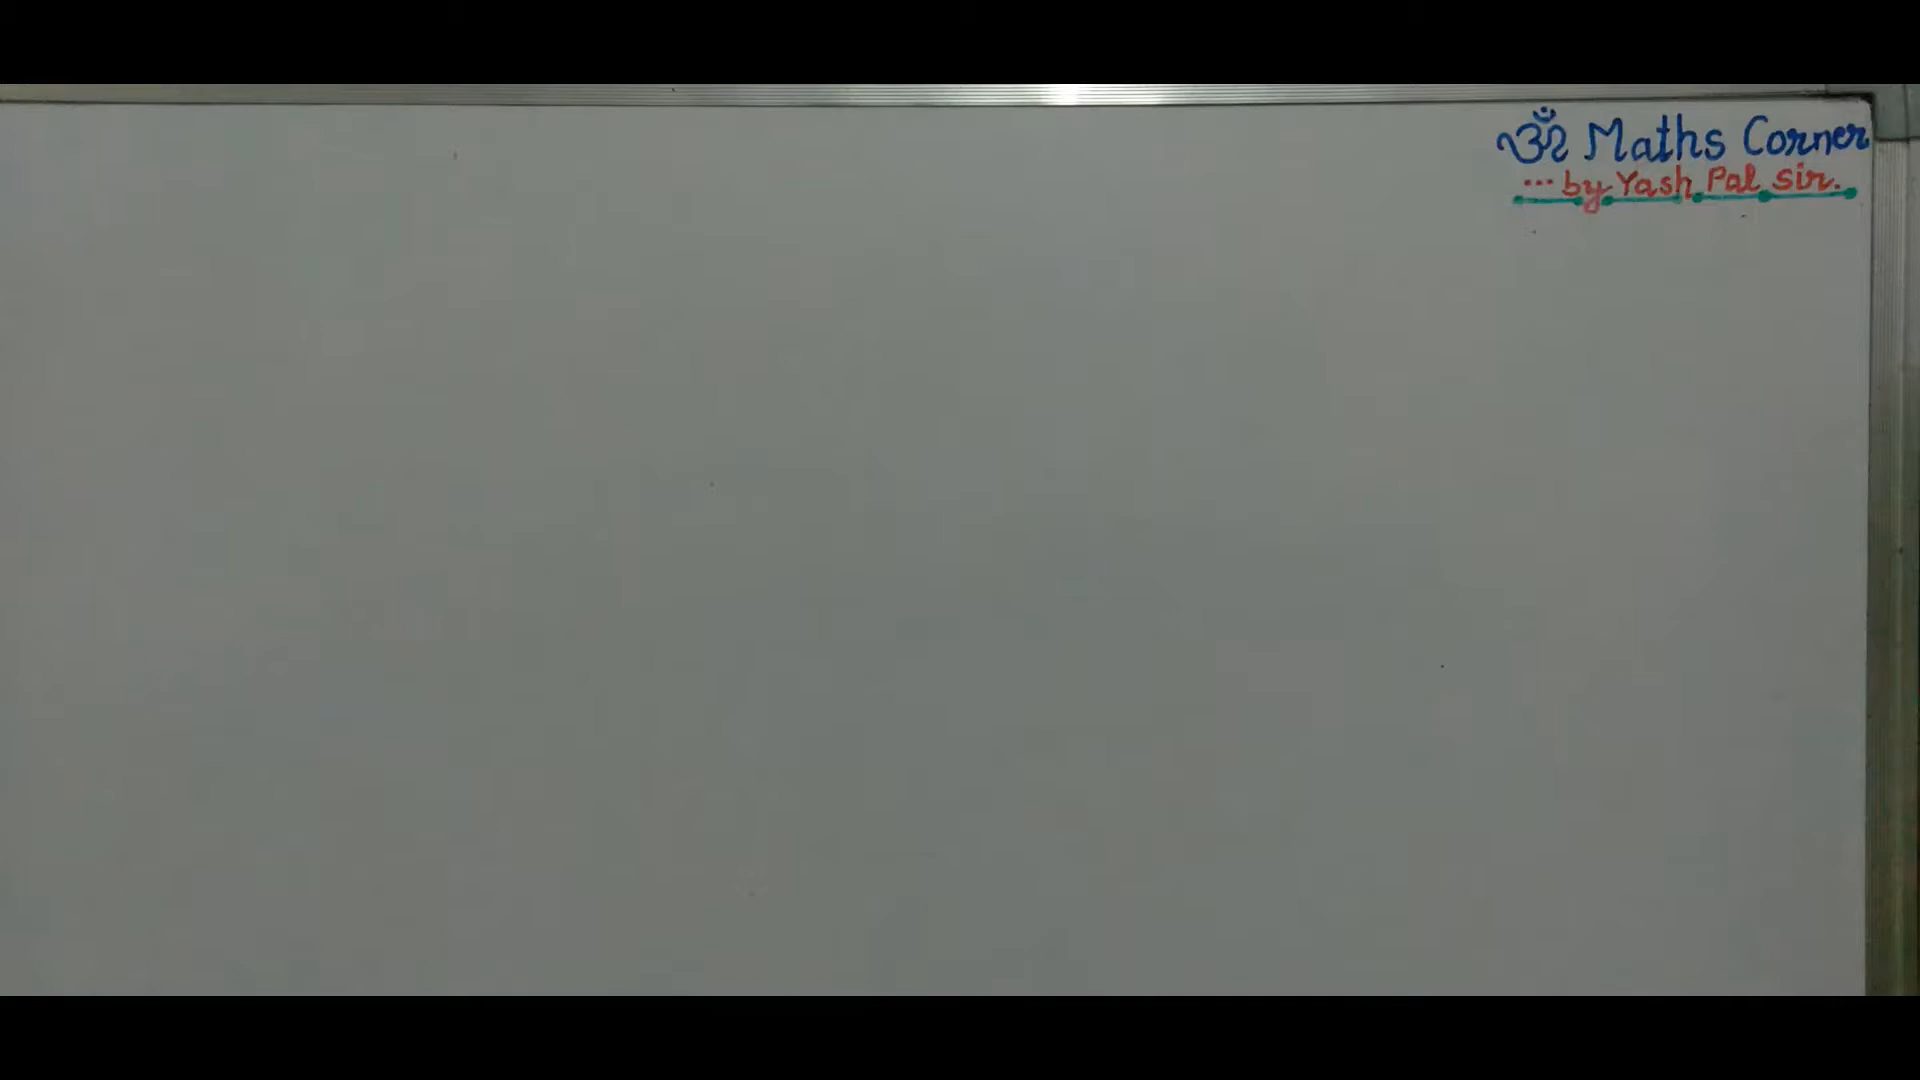 ॐ Maths Corner
... by Yash Pal Sir.